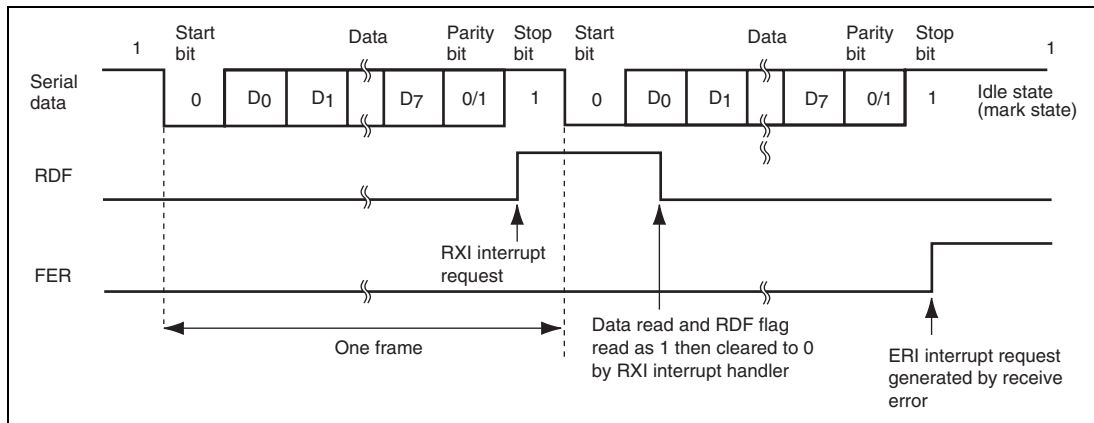 1
Start bit
Data
Parity bit
Stop bit
Start bit
Data
Parity bit
Stop bit
1
Serial data
0
D0
D1
D7
0/1
1
0
D0
D1
D7
0/1
1
Idle state
(mark state)
RDF
RXI interrupt
request
FER
One frame
Data read and RDF flag
read as 1 then cleared to 0
by RXI interrupt handler
ERI interrupt request
generated by receive
error